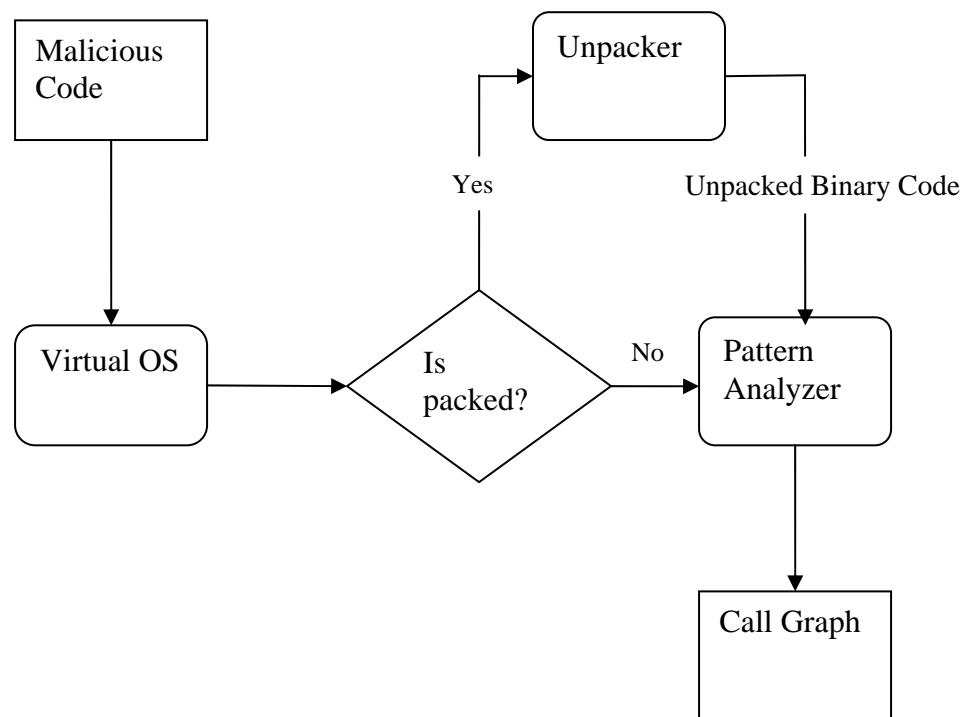 Malicious
Code
Unpacker
Yes
Unpacked Binary Code
Virtual OS
Is
packed?
No
Pattern
Analyzer
Call Graph